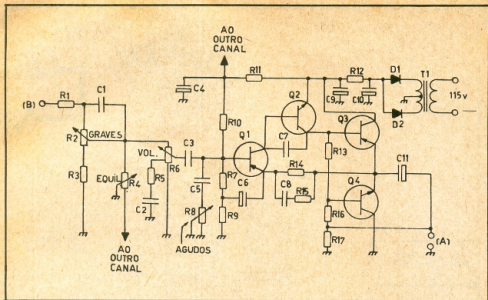 AO
OUTRO
CANAL
(B)
R1
C1
R2
GRAVES
R3
EQUIL.
R4
AO
OUTRO
CANAL
VOL.
R5
R6
C2
C3
C4
R11
R10
Q1
R7
C5
C6
R8
R9
AGUDOS
Q2
C7
C8
R14
R15
C9
R12
C10
D1
D2
T1
115v
Q3
R13
Q4
C11
R16
R17
(A)